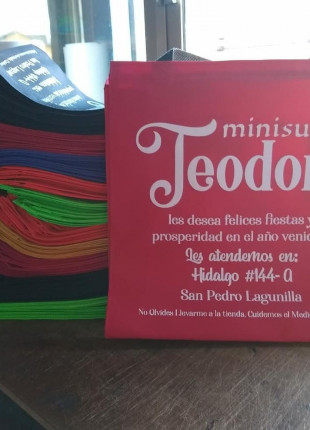 minisu
Teodor
les desea felices fiestas y
prosperidad en el año venid
Les atendemos en:
Hidalgo #144- A
San Pedro Lagunilla
No Olvides Llevarme a la tienda. Cuidemos el Medi